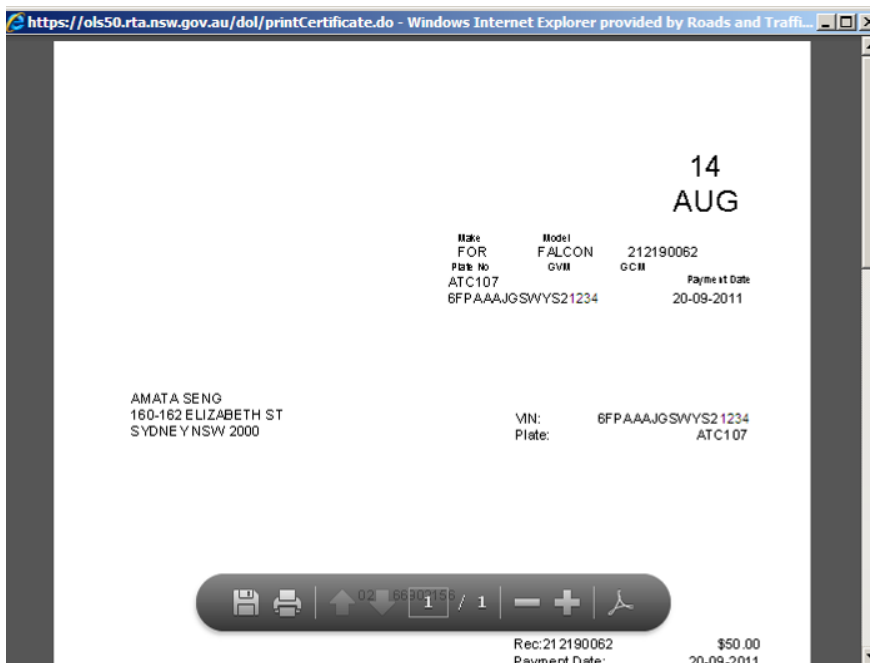 https://ols50.rta.nsw.gov.au/dol/printCertificate.do - Windows Internet Explorer provided by Roads and Traffi...
14
AUG
Make Model
FOR FALCON 212190062
Plate No GVM GCM
ATC107 Payment Date
6FPAAAJGSWYS21234 20-09-2011
AMATA SENG
160-162 ELIZABETH ST
SYDNEY NSW 2000
VIN: 6FPAAAJGSWYS21234
Plate: ATC107
1 / 1
Rec:212190062 $50.00
Payment Date: 20-09-2011